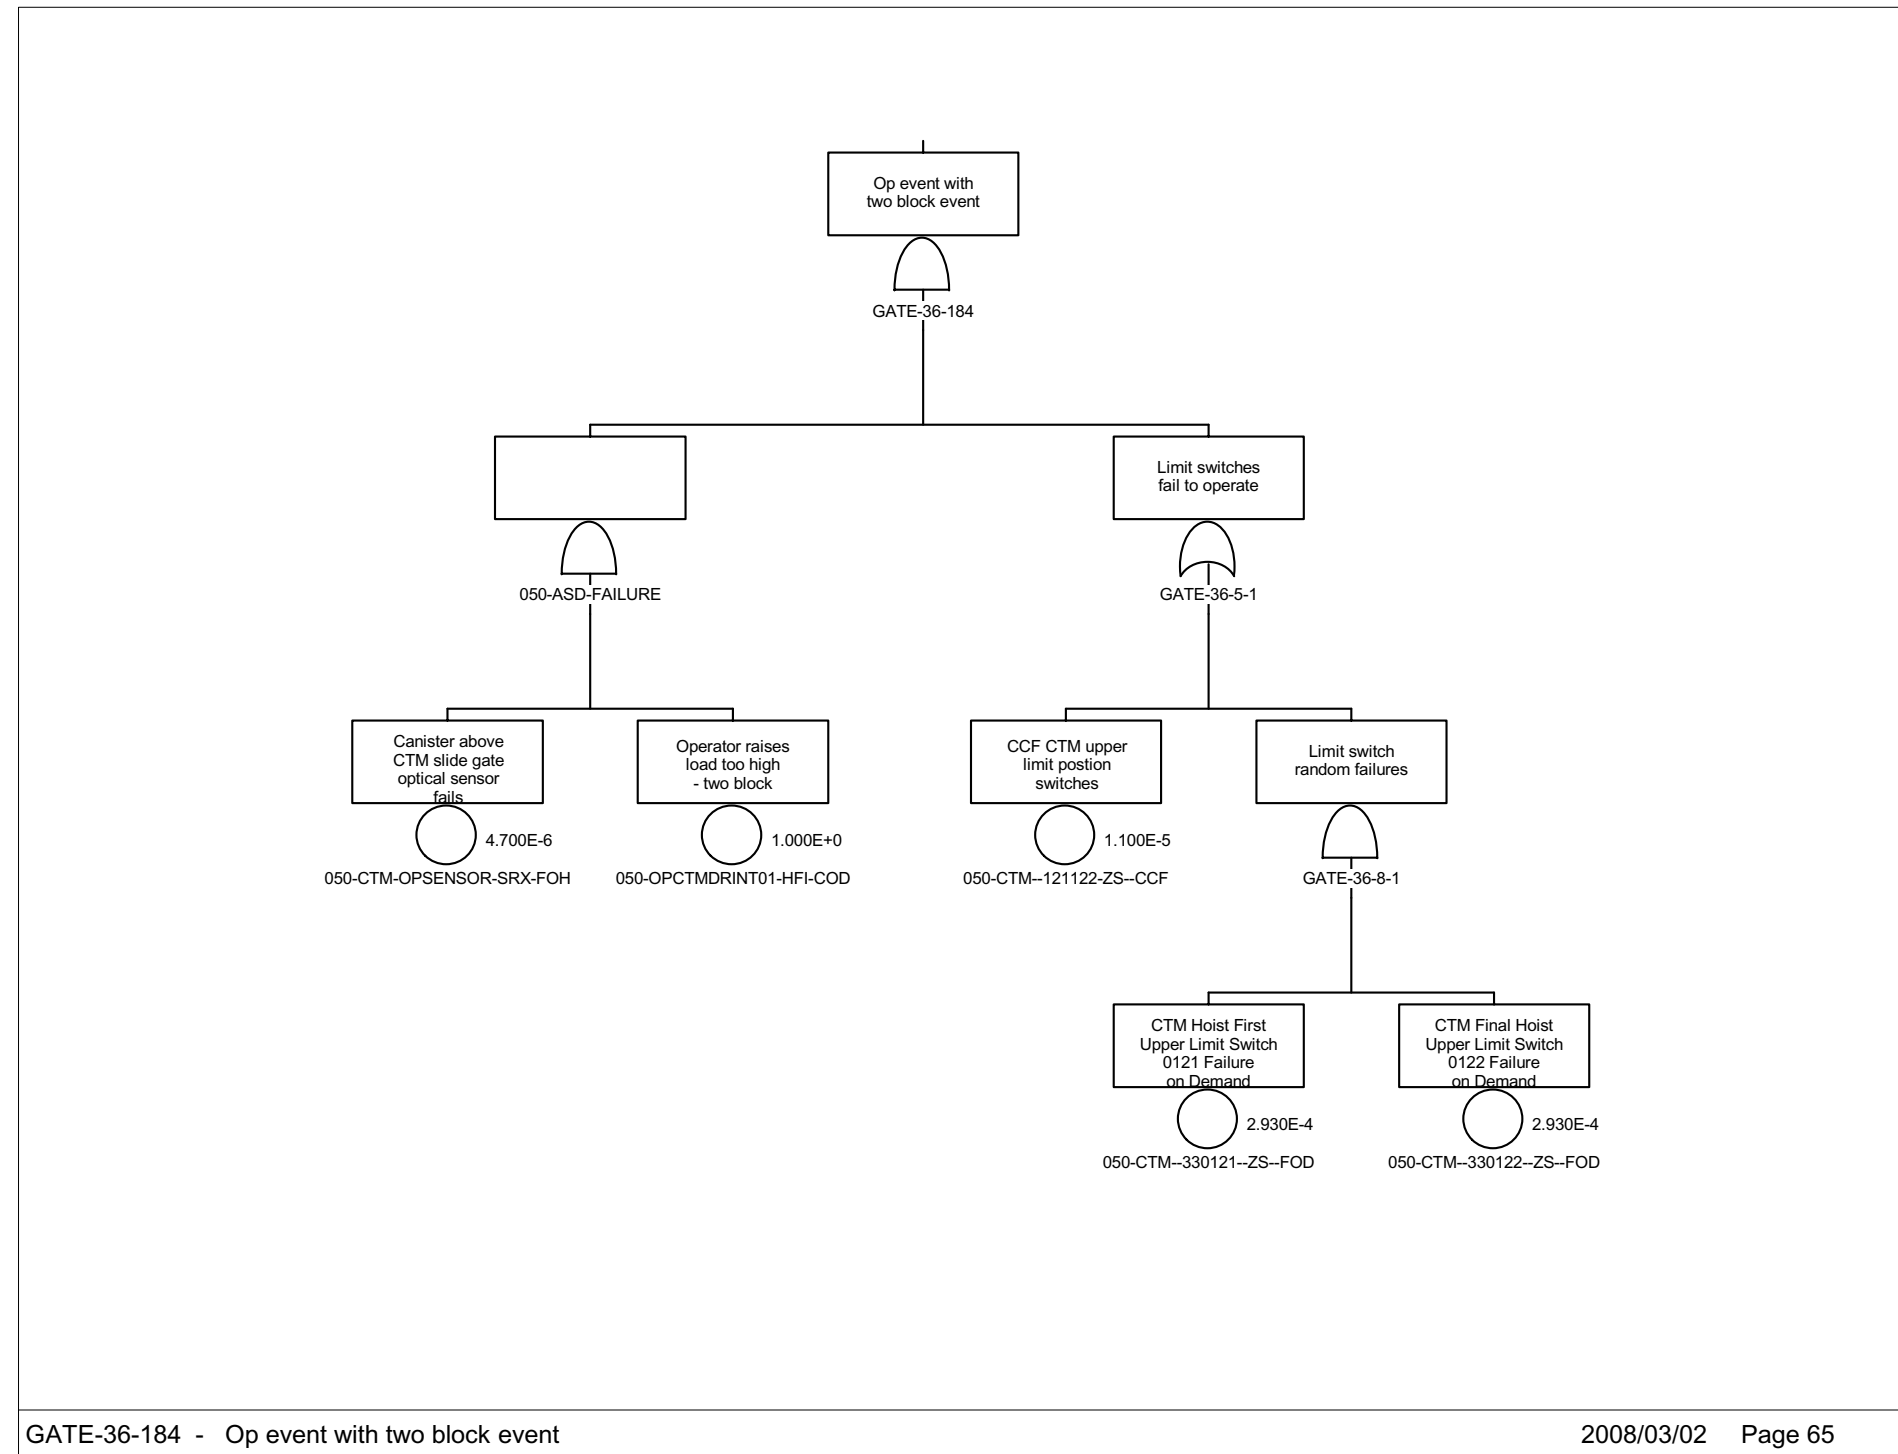 Op event with
two block event
GATE-36-184
Limit switches
fail to operate
050-ASD-FAILURE
GATE-36-5-1
Canister above
CTM slide gate
optical sensor
fails
4.700E-6
050-CTM-OPSENSOR-SRX-FOH
Operator raises
load too high
- two block
1.000E+0
050-OPCTMDRINT01-HFI-COD
CCF CTM upper
limit postion
switches
1.100E-5
050-CTM--121122-ZS--CCF
Limit switch
random failures
GATE-36-8-1
CTM Hoist First
Upper Limit Switch
0121 Failure
on Demand
2.930E-4
050-CTM--330121--ZS--FOD
CTM Final Hoist
Upper Limit Switch
0122 Failure
on Demand
2.930E-4
050-CTM--330122--ZS--FOD
GATE-36-184 - Op event with two block event
2008/03/02 Page 65